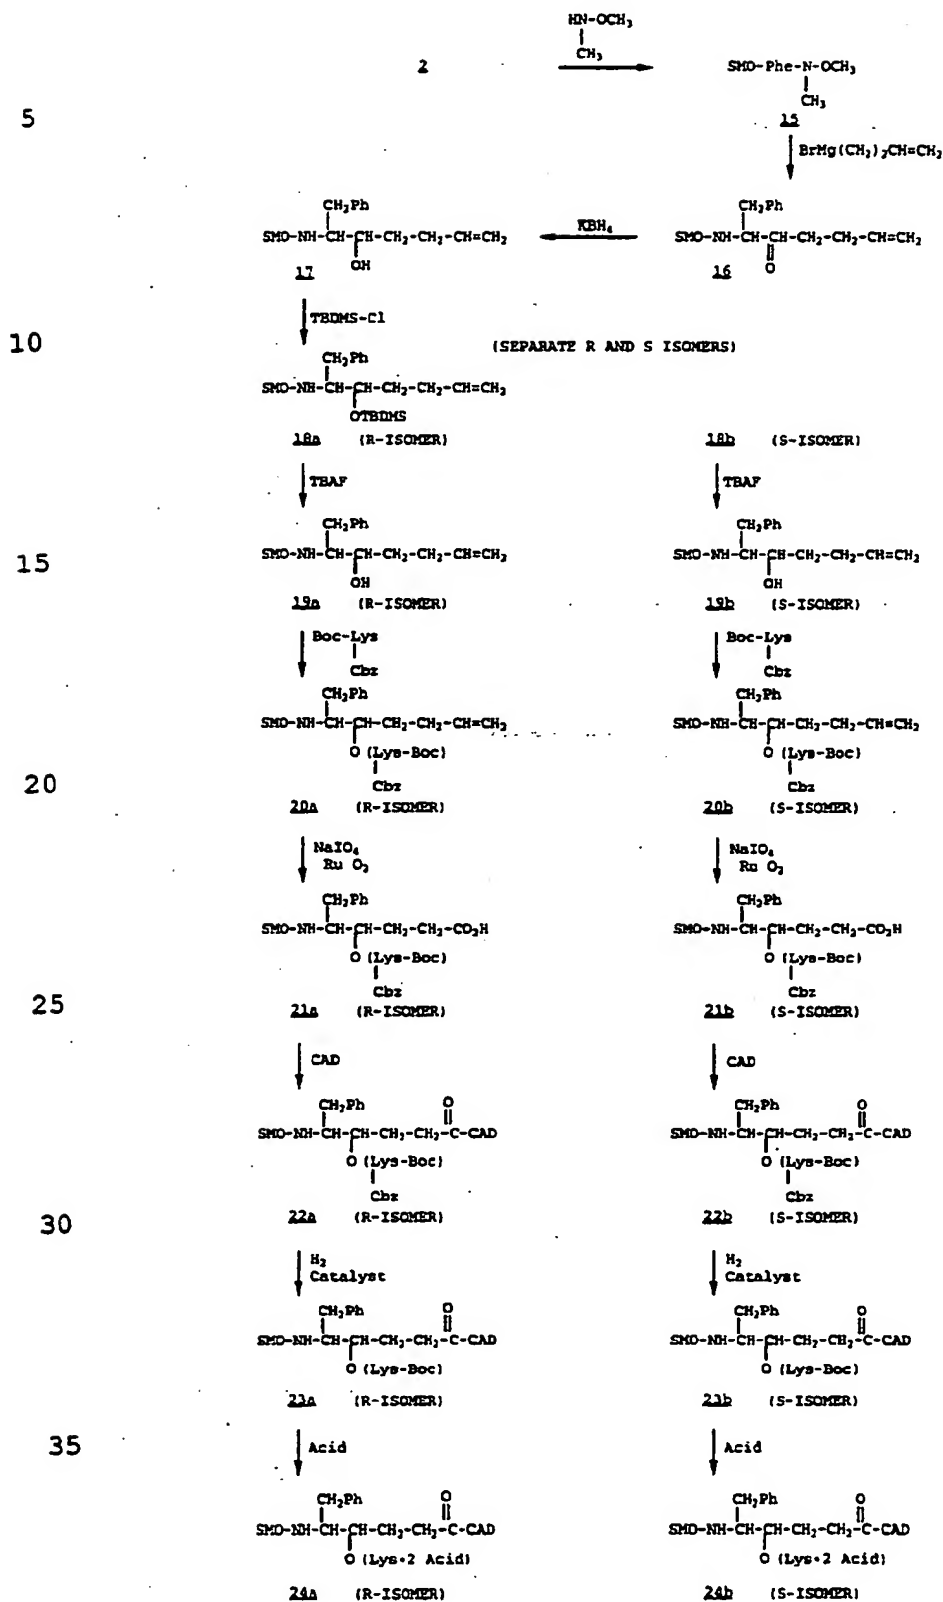 HN-OCH₃
CH₃
2
SMO-Phe-N-OCH₃
CH₃
5
15
BrMg(CH₂)₂CH=CH₂
CH₂Ph
SMO-NH-CH-CH-CH₂-CH₂-CH=CH₂
OH
17
KBH₄
CH₂Ph
SMO-NH-CH-CH-CH₂-CH₂-CH=CH₂
O
16
TBDMS-Cl
10
(SEPARATE R AND S ISOMERS)
CH₂Ph
SMO-NH-CH-CH-CH₂-CH₂-CH=CH₂
OTBDMS
18a (R-ISOMER)
18b (S-ISOMER)
TBAF
TBAF
CH₂Ph
SMO-NH-CH-CH-CH₂-CH₂-CH=CH₂
OH
19a (R-ISOMER)
CH₂Ph
SMO-NH-CH-CH-CH₂-CH₂-CH=CH₂
OH
19b (S-ISOMER)
15
Boc-Lys
Cbz
Boc-Lys
Cbz
CH₂Ph
SMO-NH-CH-CH-CH₂-CH₂-CH=CH₂
O (Lys-Boc)
Cbz
20a (R-ISOMER)
CH₂Ph
SMO-NH-CH-CH-CH₂-CH₂-CH=CH₂
O (Lys-Boc)
Cbz
20b (S-ISOMER)
20
NaIO₄
Ru O₂
NaIO₄
Ru O₂
CH₂Ph
SMO-NH-CH-CH-CH₂-CH₂-CO₂H
O (Lys-Boc)
Cbz
21a (R-ISOMER)
CH₂Ph
SMO-NH-CH-CH-CH₂-CH₂-CO₂H
O (Lys-Boc)
Cbz
21b (S-ISOMER)
25
CAD
CAD
CH₂Ph O
SMO-NH-CH-CH-CH₂-CH₂-C-CAD
O (Lys-Boc)
Cbz
22a (R-ISOMER)
CH₂Ph O
SMO-NH-CH-CH-CH₂-CH₂-C-CAD
O (Lys-Boc)
Cbz
22b (S-ISOMER)
30
H₂
Catalyst
H₂
Catalyst
CH₂Ph O
SMO-NH-CH-CH-CH₂-CH₂-C-CAD
O (Lys-Boc)
23a (R-ISOMER)
CH₂Ph O
SMO-NH-CH-CH-CH₂-CH₂-C-CAD
O (Lys-Boc)
23b (S-ISOMER)
35
Acid
Acid
CH₂Ph O
SMO-NH-CH-CH-CH₂-CH₂-C-CAD
O (Lys·2 Acid)
24a (R-ISOMER)
CH₂Ph O
SMO-NH-CH-CH-CH₂-CH₂-C-CAD
O (Lys·2 Acid)
24b (S-ISOMER)